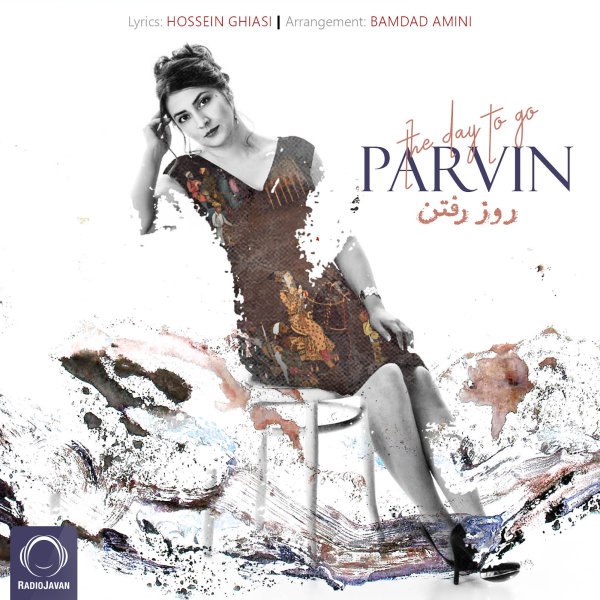 Lyrics: HOSSEIN GHIASI | Arrangement: BAMDAD AMINI
the day to go
PARVIN
روز رفتن
RADIOJAVAN